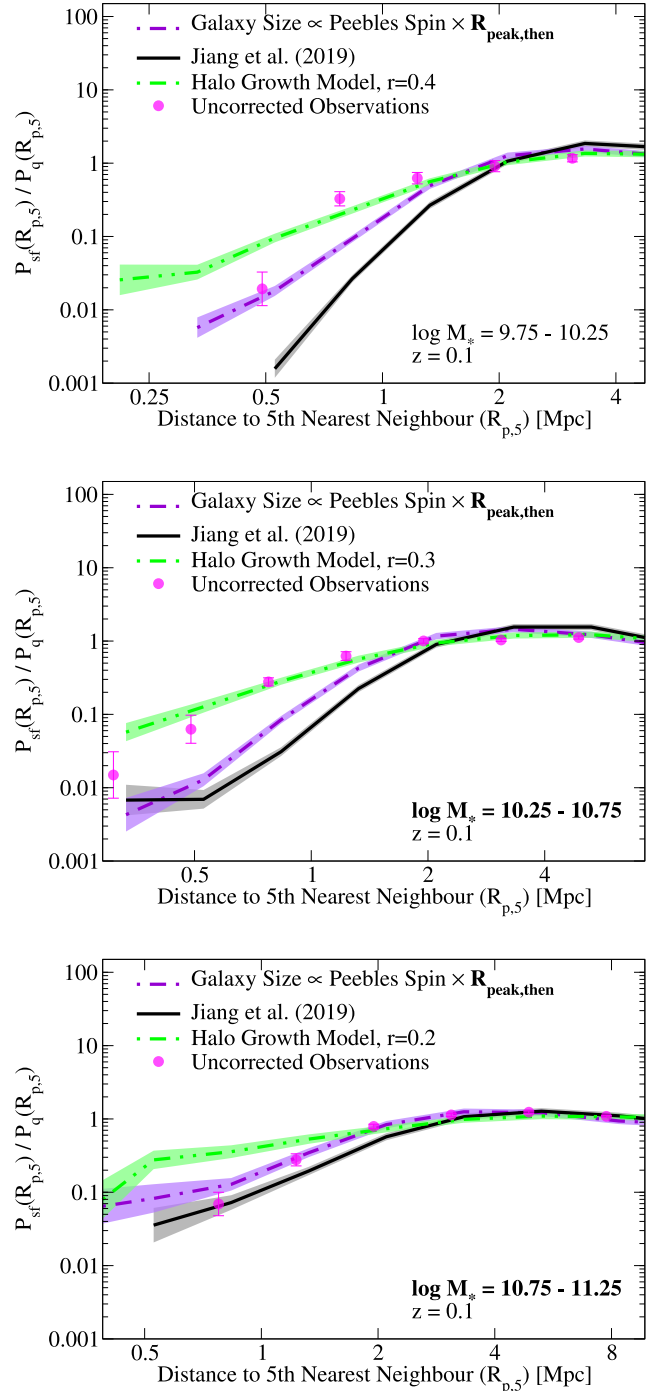 Galaxy Size ∝ Peebles Spin × R_peak,then
Jiang et al. (2019)
Halo Growth Model, r=0.4
Uncorrected Observations
100
10
1
0.1
0.01
0.001
P_sf(R_p,5) / P_q(R_p,5)
log M_* = 9.75 - 10.25
z = 0.1
0.25 0.5 1 2 4
Distance to 5th Nearest Neighbour (R_p,5) [Mpc]
Galaxy Size ∝ Peebles Spin × R_peak,then
Jiang et al. (2019)
Halo Growth Model, r=0.3
Uncorrected Observations
100
10
1
0.1
0.01
0.001
P_sf(R_p,5) / P_q(R_p,5)
log M_* = 10.25 - 10.75
z = 0.1
0.5 1 2 4
Distance to 5th Nearest Neighbour (R_p,5) [Mpc]
Galaxy Size ∝ Peebles Spin × R_peak,then
Jiang et al. (2019)
Halo Growth Model, r=0.2
Uncorrected Observations
100
10
1
0.1
0.01
0.001
P_sf(R_p,5) / P_q(R_p,5)
log M_* = 10.75 - 11.25
z = 0.1
0.5 1 2 4 8
Distance to 5th Nearest Neighbour (R_p,5) [Mpc]